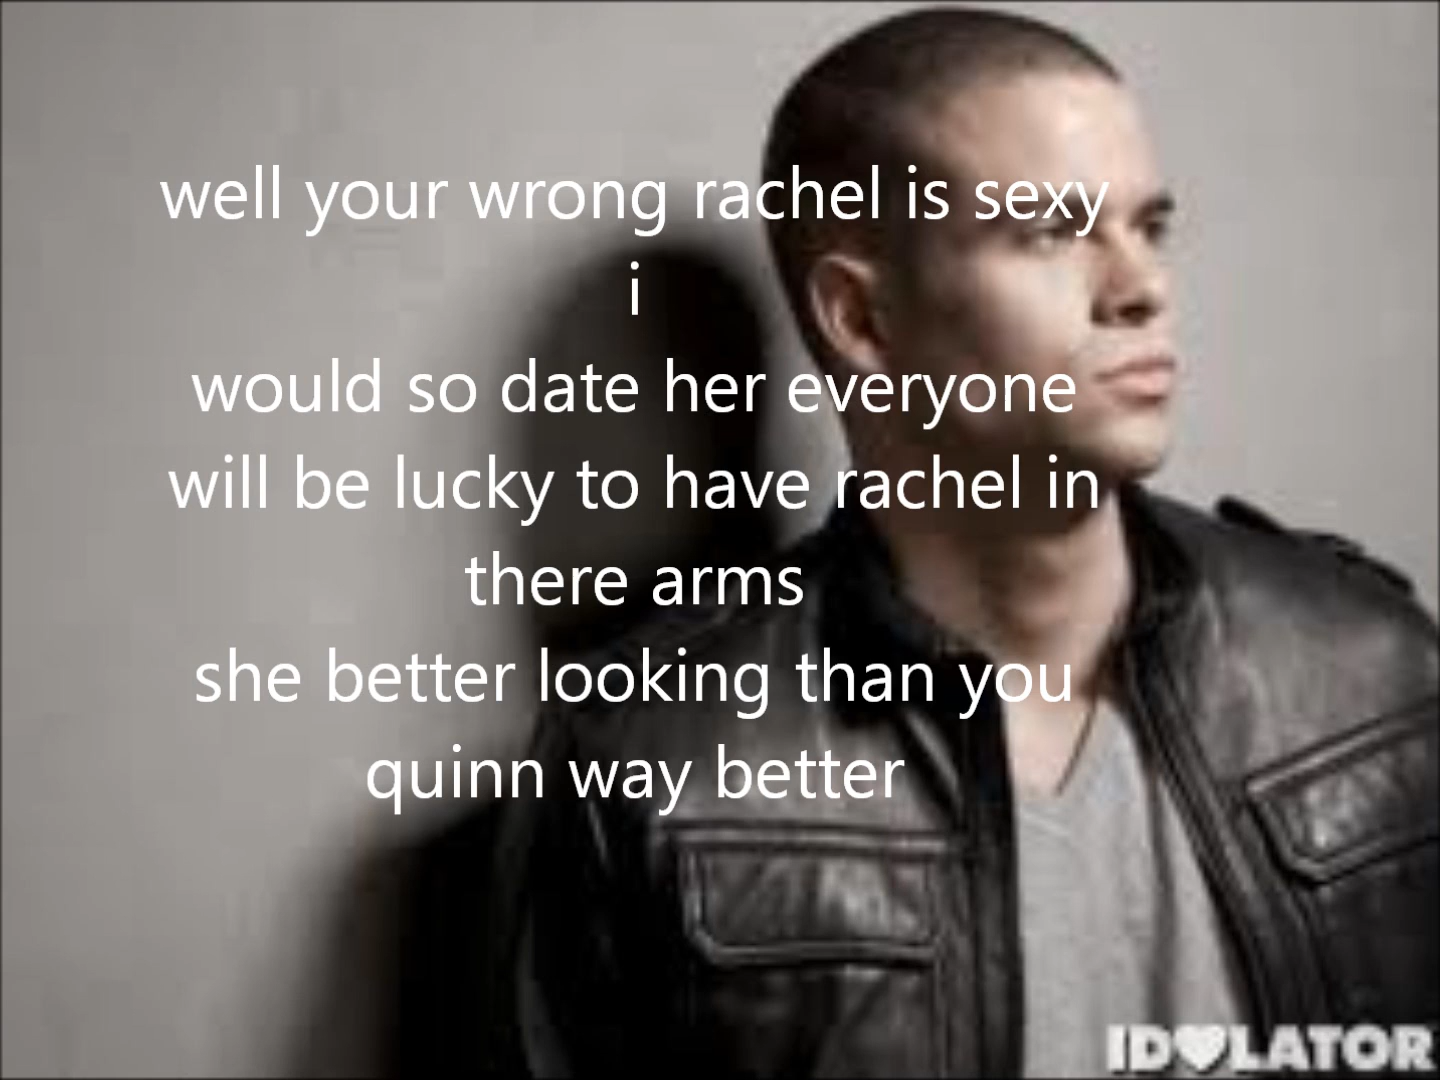 well your wrong rachel is sexy
i
would so date her everyone
will be lucky to have rachel in
there arms
she better looking than you
quinn way better
IDOLATOR